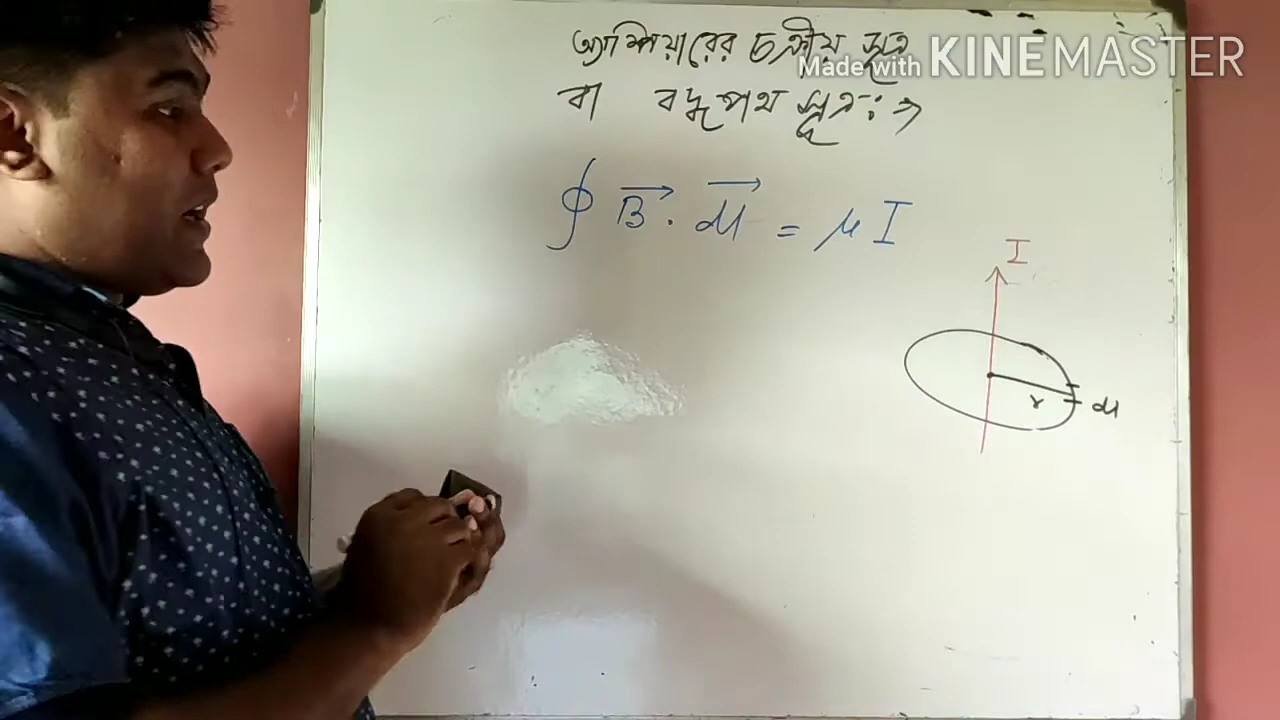 অ্যাম্পিয়ারের চক্রীয় সূত্র
Made with KINEMASTER
বা বদ্ধপথ সূত্র :⇒
∮ B⃗ . dl⃗ = μ I
I
r
dl